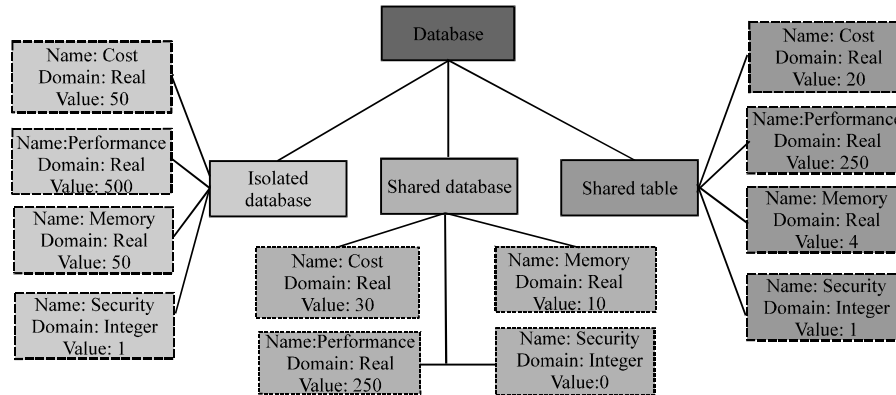 Database
Name: Cost
Domain: Real
Value: 50
Name:Performance
Domain: Real
Value: 500
Name: Memory
Domain: Real
Value: 50
Name: Security
Domain: Integer
Value: 1
Isolated
database
Shared database
Shared table
Name: Cost
Domain: Real
Value: 30
Name: Memory
Domain: Real
Value: 10
Name:Performance
Domain: Real
Value: 250
Name: Security
Domain: Integer
Value:0
Name: Cost
Domain: Real
Value: 20
Name:Performance
Domain: Real
Value: 250
Name: Memory
Domain: Real
Value: 4
Name: Security
Domain: Integer
Value: 1